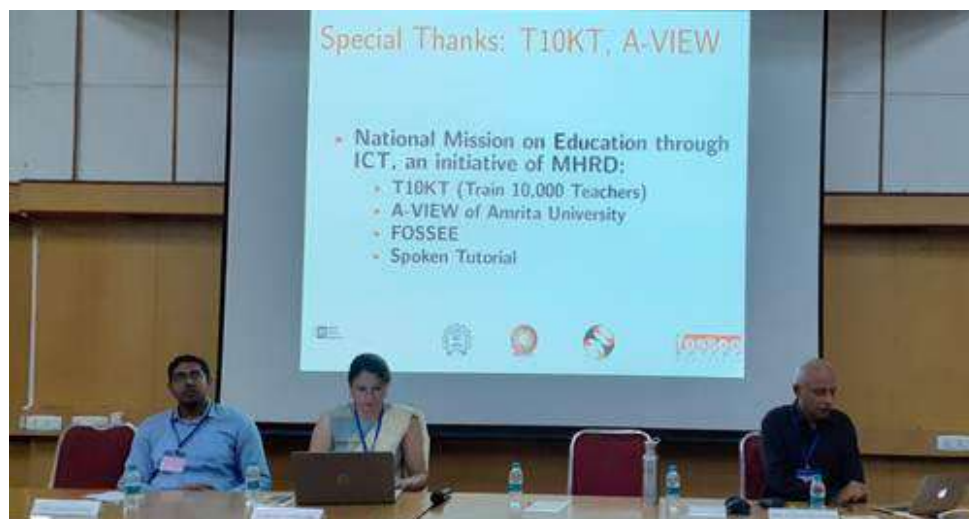 Special Thanks: T10KT, A-VIEW
National Mission on Education through
ICT, an initiative of MHRD:
T10KT (Train 10,000 Teachers)
A-VIEW of Amrita University
FOSSEE
Spoken Tutorial